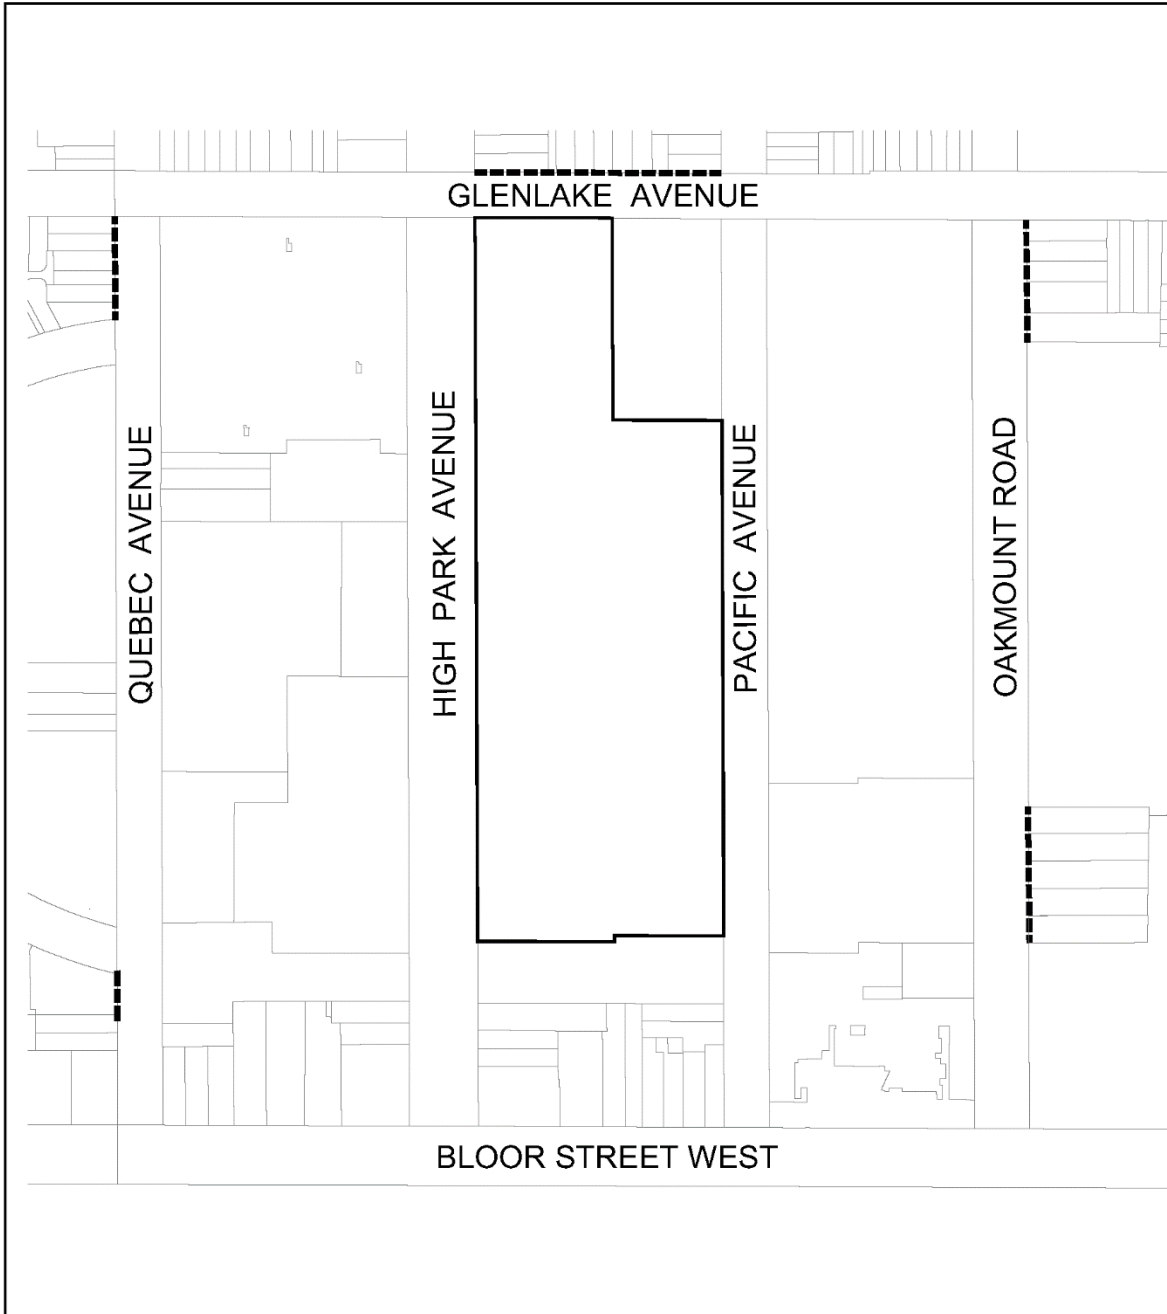 GLENLAKE AVENUE
QUEBEC AVENUE
HIGH PARK AVENUE
PACIFIC AVENUE
OAKMOUNT ROAD
BLOOR STREET WEST